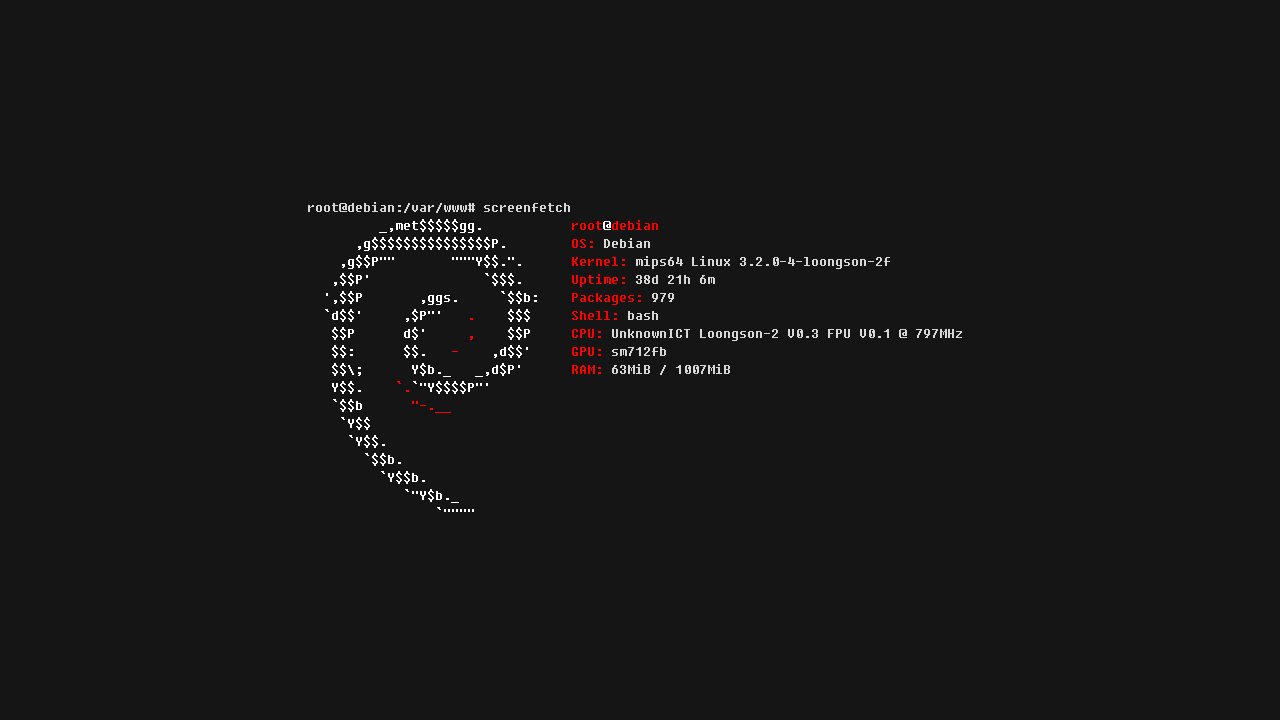 root@debian:/var/www# screenfetch
         _,met$$$$$gg.           root@debian
      ,g$$$$$$$$$$$$$$$P.        OS: Debian
    ,g$$P""       """Y$$.".      Kernel: mips64 Linux 3.2.0-4-loongson-2f
   ,$$P'              `$$$.      Uptime: 38d 21h 6m
  ',$$P       ,ggs.     `$$b:    Packages: 979
  `d$$'     ,$P"'   .    $$$     Shell: bash
   $$P      d$'     ,    $$P     CPU: UnknownICT Loongson-2 V0.3 FPU V0.1 @ 797MHz
   $$:      $$.   -    ,d$$'     GPU: sm712fb
   $$\;      Y$b._   _,d$P'      RAM: 63MiB / 1007MiB
   Y$$.    `.`"Y$$$$P"'
   `$$b      "-.__
    `Y$$
     `Y$$.
       `$$b.
         `Y$$b.
            `"Y$b._
                `""""